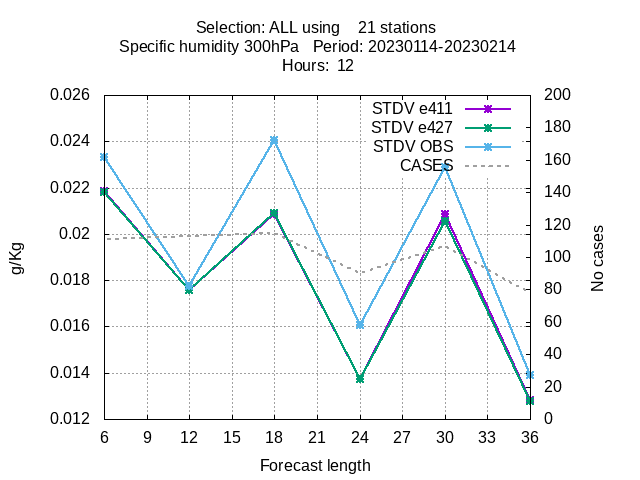 Selection: ALL using    21 stations
Specific humidity 300hPa   Period: 20230114-20230214
Hours:  12
STDV e411
STDV e427
STDV OBS
CASES
g/Kg
0.026
0.024
0.022
0.02
0.018
0.016
0.014
0.012
200
180
160
140
120
100
80
60
40
20
0
No cases
6 9 12 15 18 21 24 27 30 33 36
Forecast length